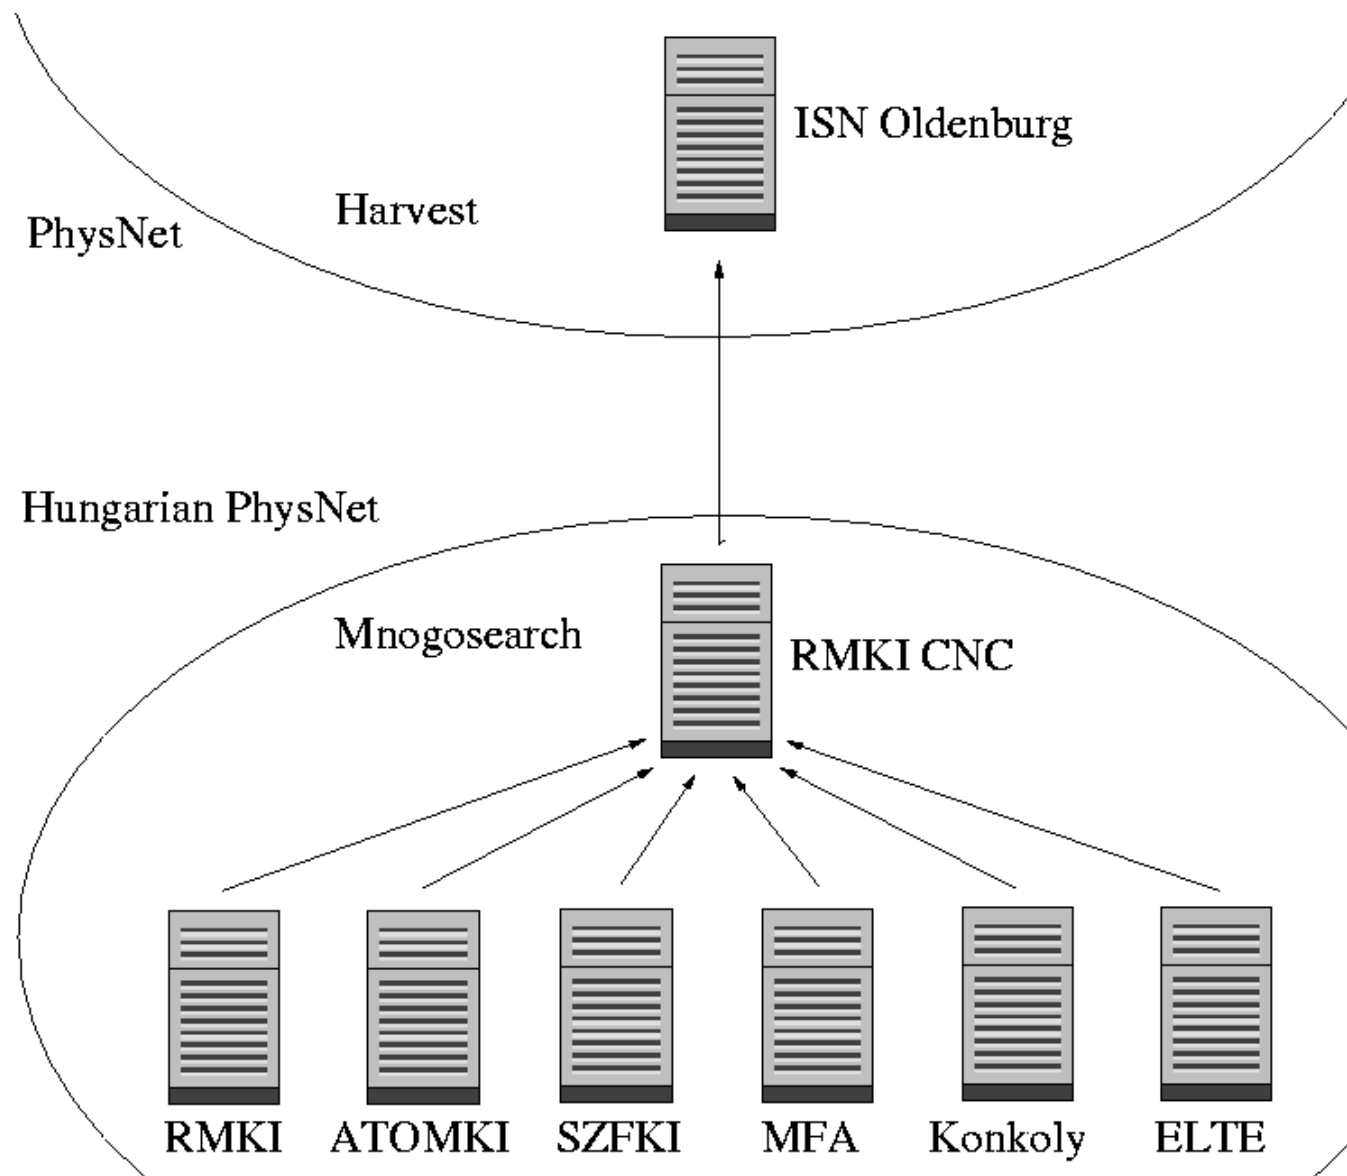 ISN Oldenburg
Harvest
PhysNet
Hungarian PhysNet
Mnogosearch
RMKI CNC
RMKI
ATOMKI
SZFKI
MFA
Konkoly
ELTE